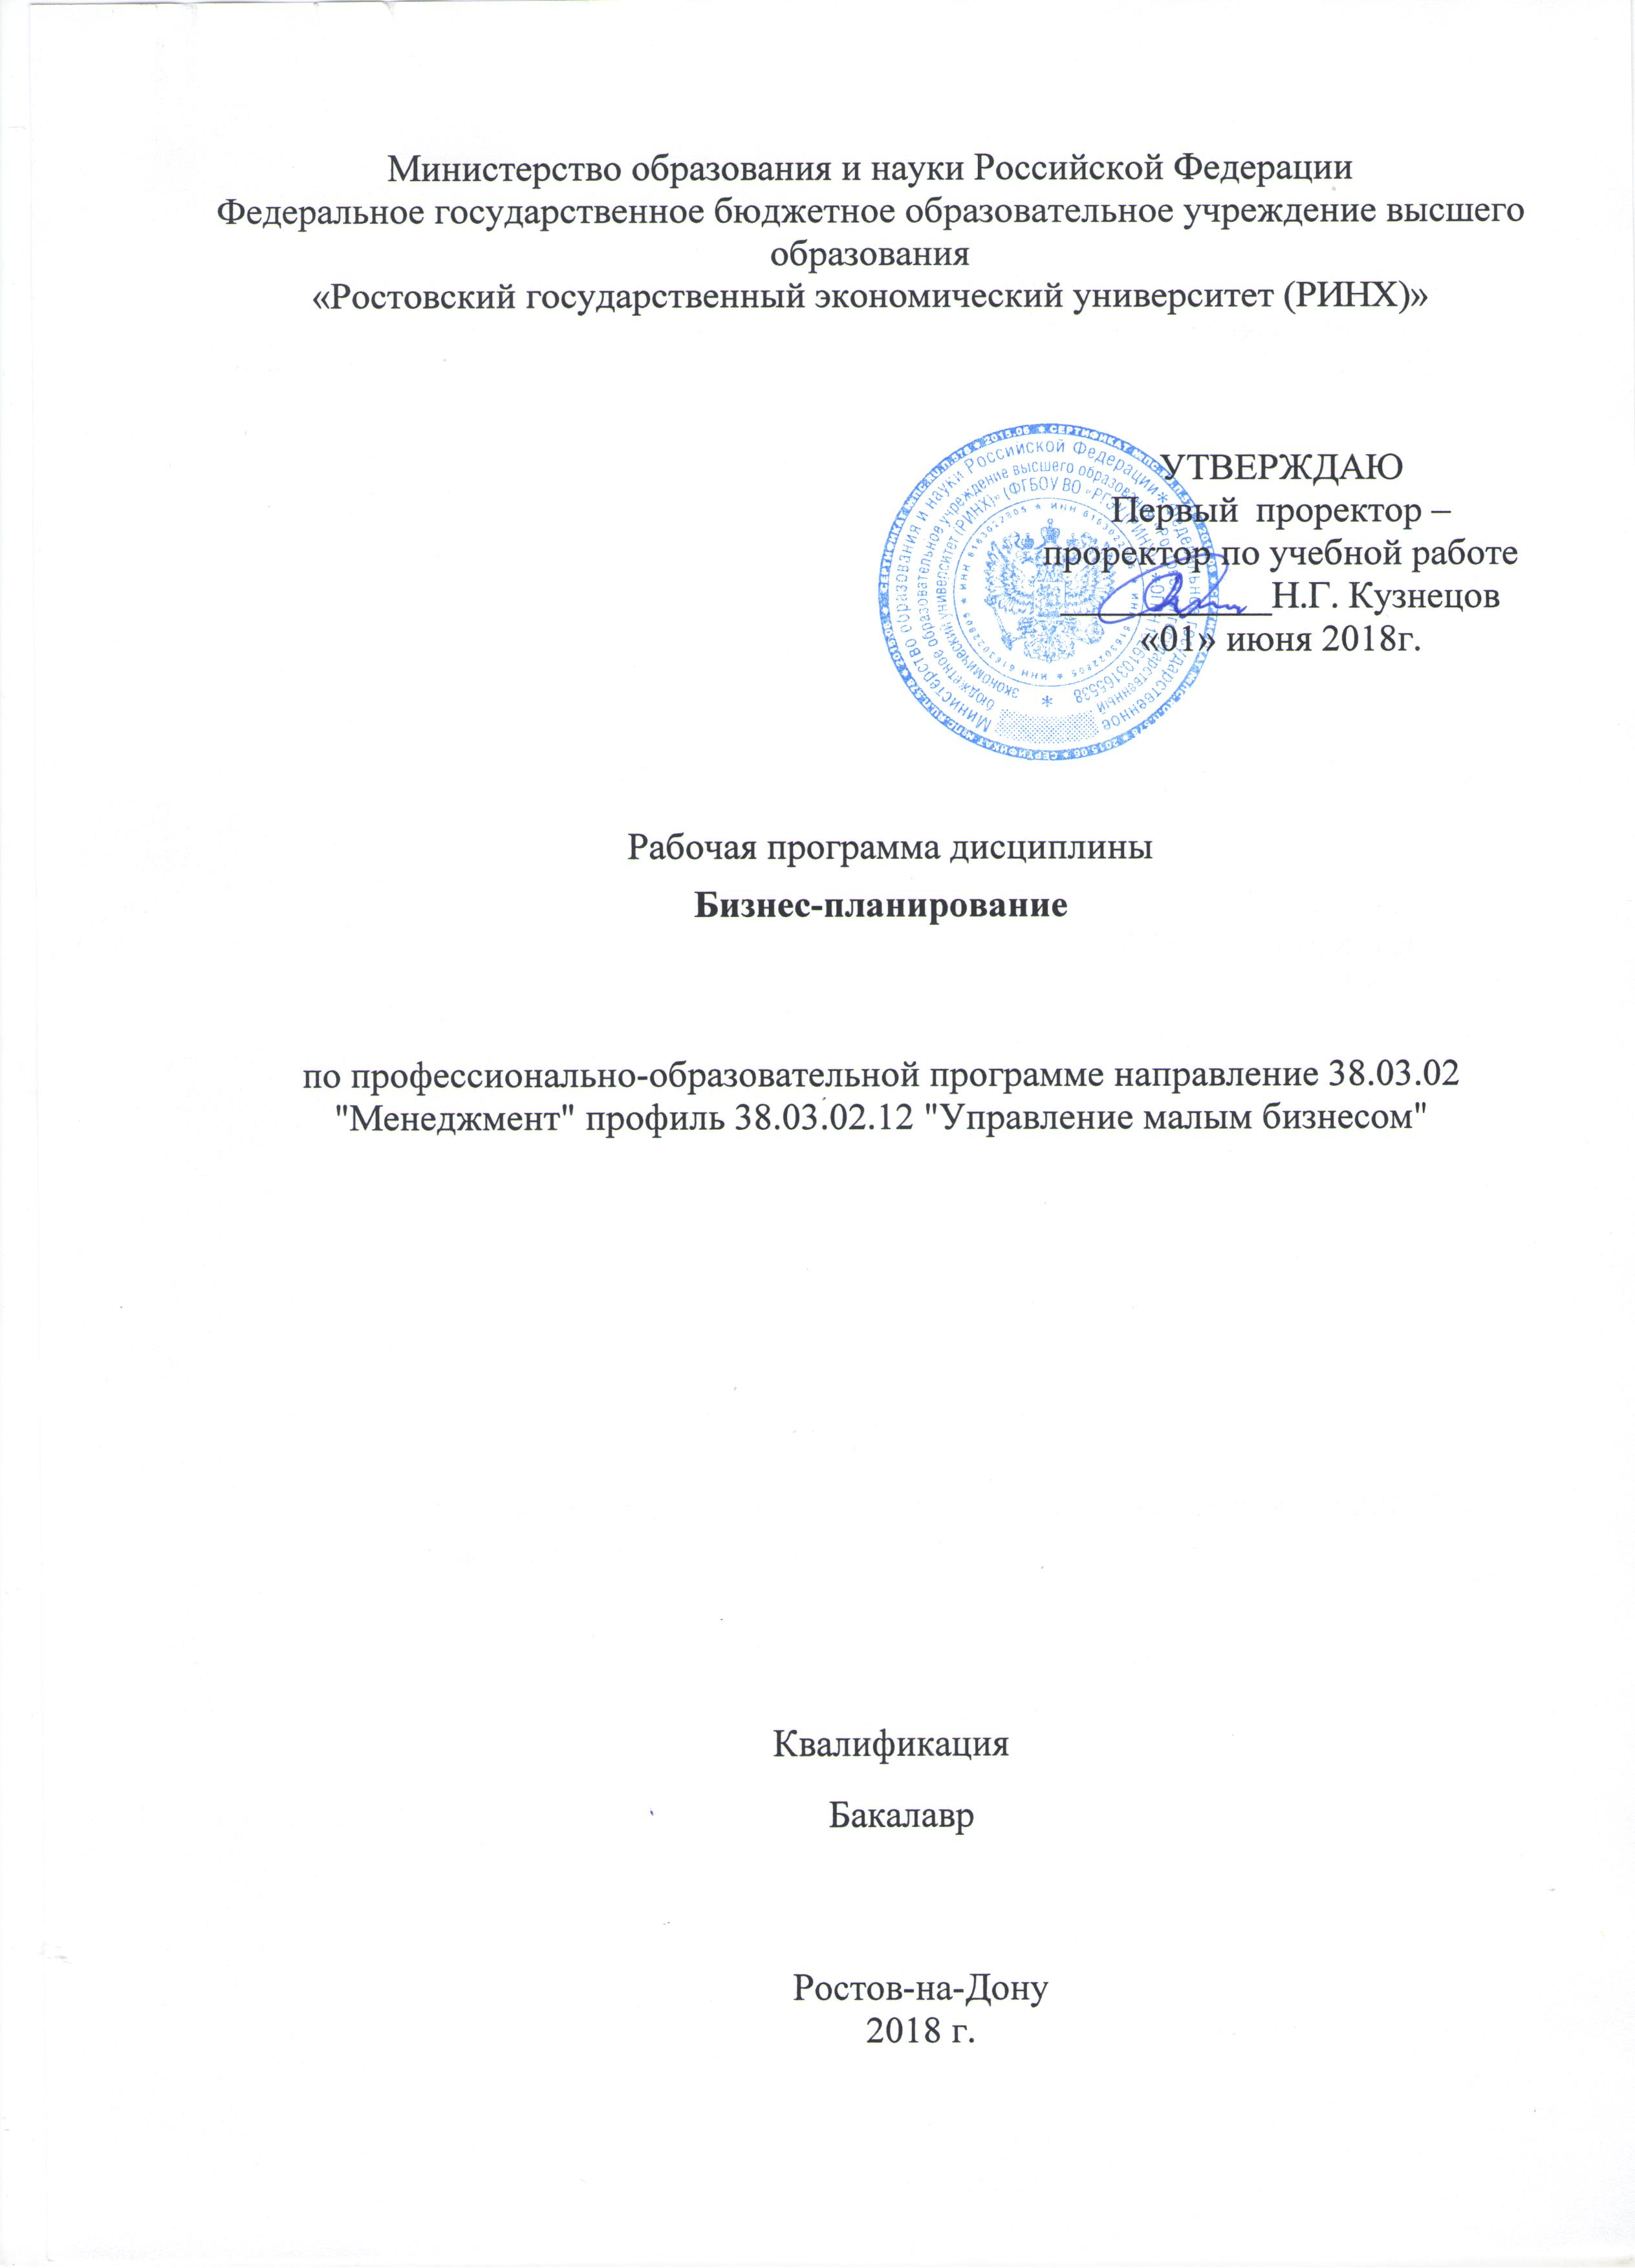 Министерство образования и науки Российской Федерации
Федеральное государственное бюджетное образовательное учреждение высшего
образования
«Ростовский государственный экономический университет (РИНХ)»
УТВЕРЖДАЮ
Первый проректор –
проректор по учебной работе
Н.Г. Кузнецов
«01» июня 2018г.
Рабочая программа дисциплины
Бизнес-планирование
по профессионально-образовательной программе направление 38.03.02
"Менеджмент" профиль 38.03.02.12 "Управление малым бизнесом"
Квалификация
Бакалавр
Ростов-на-Дону
2018 г.